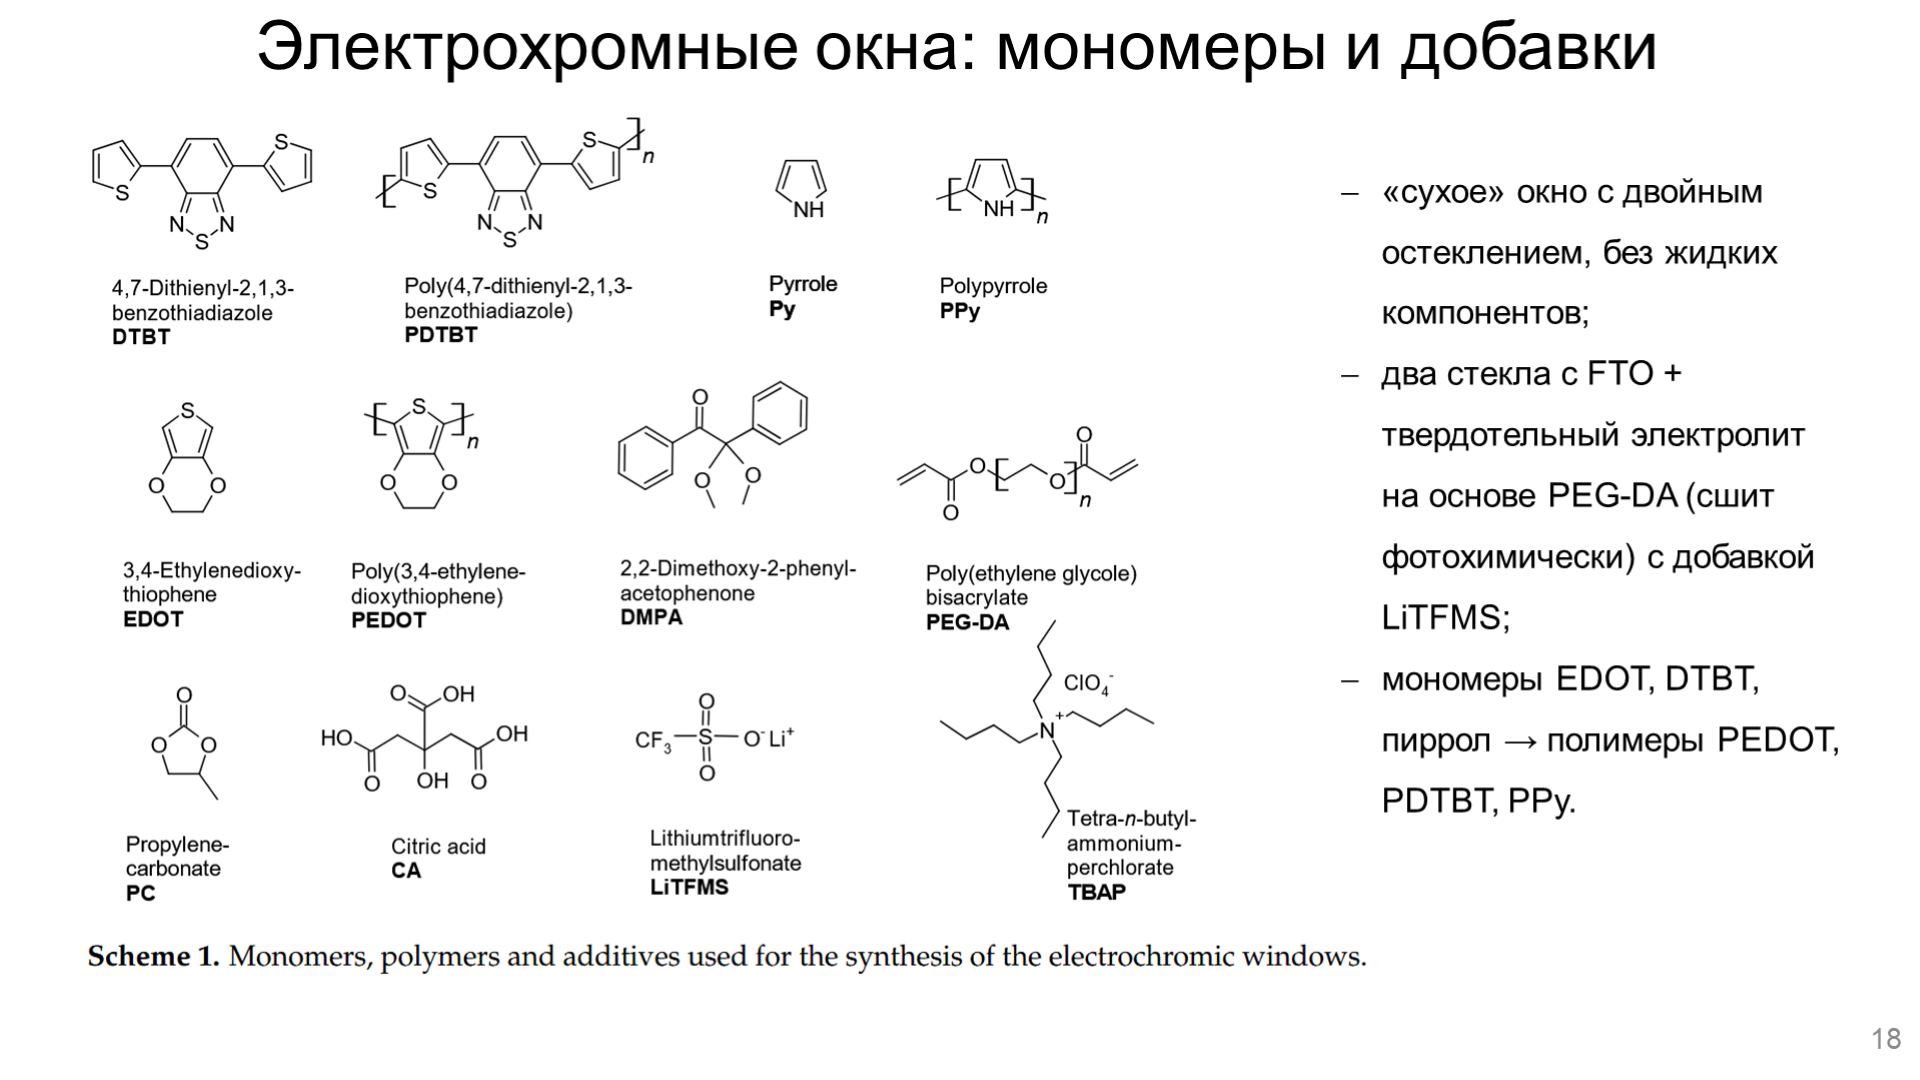 Электрохромные окна: мономеры и добавки
S
S
N
N
S
S
S
N
N
S
n
NH
NH
n
4,7-Dithienyl-2,1,3-
benzothiadiazole
DTBT
Poly(4,7-dithienyl-2,1,3-
benzothiadiazole)
PDTBT
Pyrrole
Py
Polypyrrole
PPy
S
O
O
S
n
O
O
O
O
O
O
O
O
O
n
O
3,4-Ethylenedioxy-
thiophene
EDOT
Poly(3,4-ethylene-
dioxythiophene)
PEDOT
2,2-Dimethoxy-2-phenyl-
acetophenone
DMPA
Poly(ethylene glycole)
bisacrylate
PEG-DA
O
O
O
O
OH
HO
O
OH
O
OH
O
CF3
S
O
O- Li+
O
N+
ClO4-
Propylene-
carbonate
PC
Citric acid
CA
Lithiumtrifluoro-
methylsulfonate
LiTFMS
Tetra-n-butyl-
ammonium-
perchlorate
TBAP
Scheme 1. Monomers, polymers and additives used for the synthesis of the electrochromic windows.
– «сухое» окно с двойным
остеклением, без жидких
компонентов;
– два стекла с FTO +
твердотельный электролит
на основе PEG-DA (сшит
фотохимически) с добавкой
LiTFMS;
– мономеры EDOT, DTBT,
пиррол → полимеры PEDOT,
PDTBT, PPy.
18